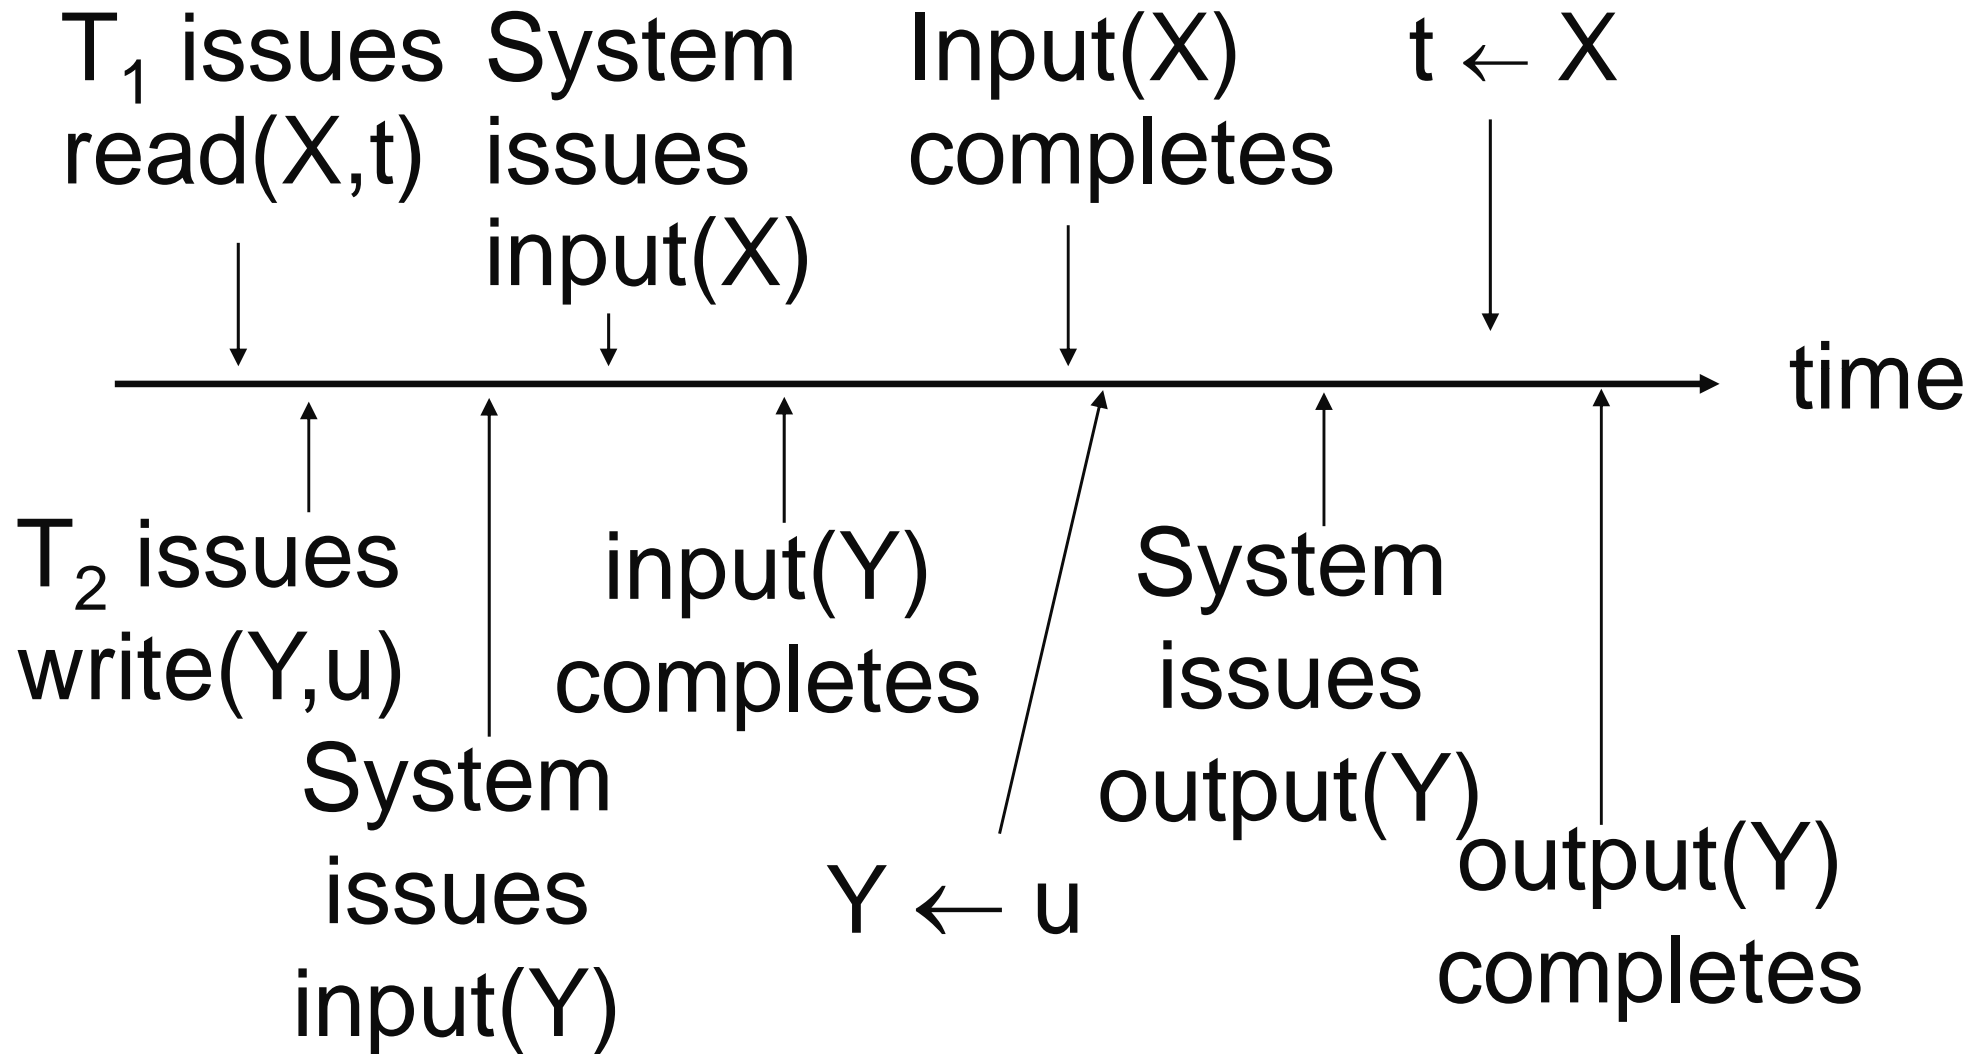 T₁ issues
read(X,t)
System
issues
input(X)
Input(X)
completes
t ← X
time
T₂ issues
write(Y,u)
System
issues
input(Y)
input(Y)
completes
Y ← u
System
issues
output(Y)
output(Y)
completes